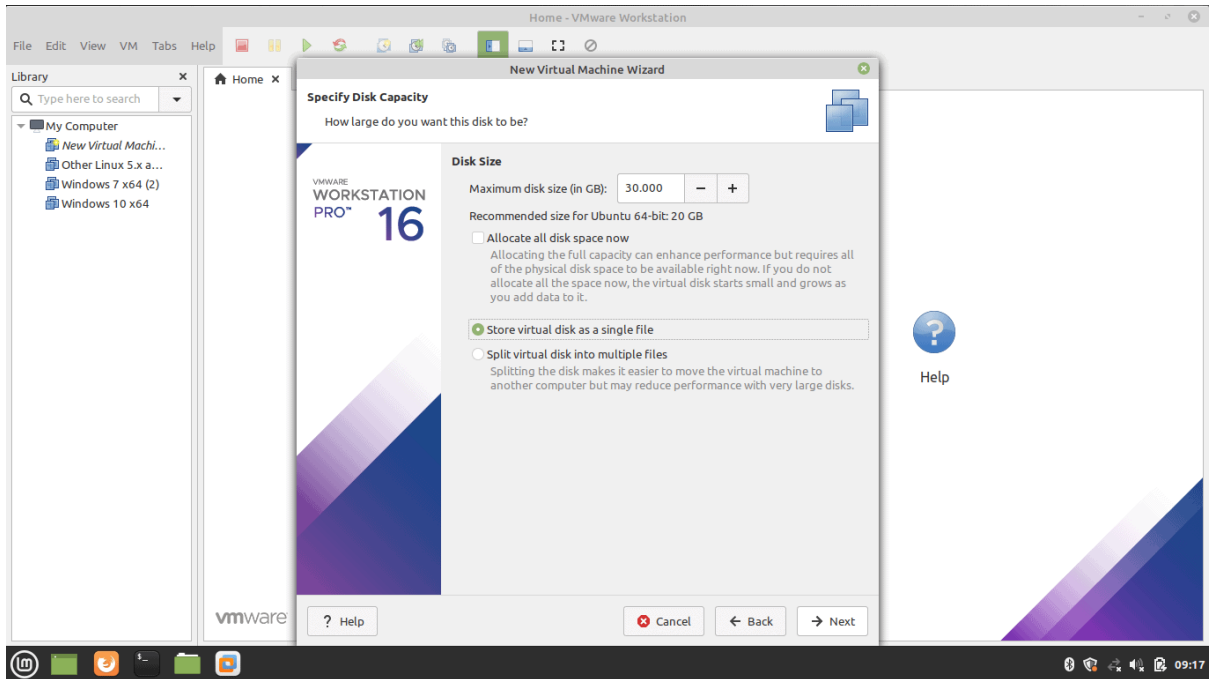 Home - VMware Workstation
File Edit View VM Tabs Help
Library
Type here to search
My Computer
New Virtual Machi...
Other Linux 5.x a...
Windows 7 x64 (2)
Windows 10 x64
Home
New Virtual Machine Wizard
Specify Disk Capacity
How large do you want this disk to be?
VMWARE
WORKSTATION
PRO™ 16
Disk Size
Maximum disk size (in GB): 30.000 − +
Recommended size for Ubuntu 64-bit: 20 GB
Allocate all disk space now
Allocating the full capacity can enhance performance but requires all
of the physical disk space to be available right now. If you do not
allocate all the space now, the virtual disk starts small and grows as
you add data to it.
Store virtual disk as a single file
Split virtual disk into multiple files
Splitting the disk makes it easier to move the virtual machine to
another computer but may reduce performance with very large disks.
? Help Cancel Back Next
?
Help
vmware
09:17